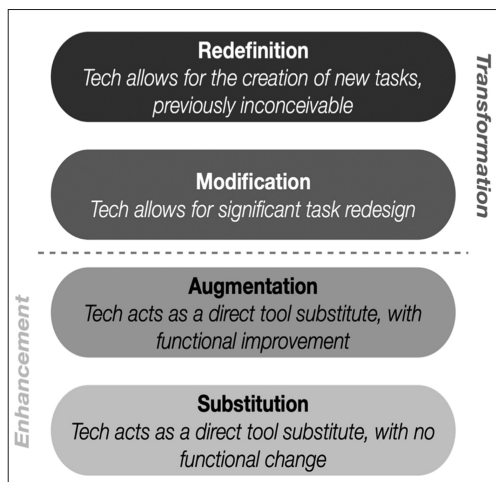 Redefinition
Tech allows for the creation of new tasks,
previously inconceivable
Modification
Tech allows for significant task redesign
Transformation
Augmentation
Tech acts as a direct tool substitute, with
functional improvement
Substitution
Tech acts as a direct tool substitute, with no
functional change
Enhancement